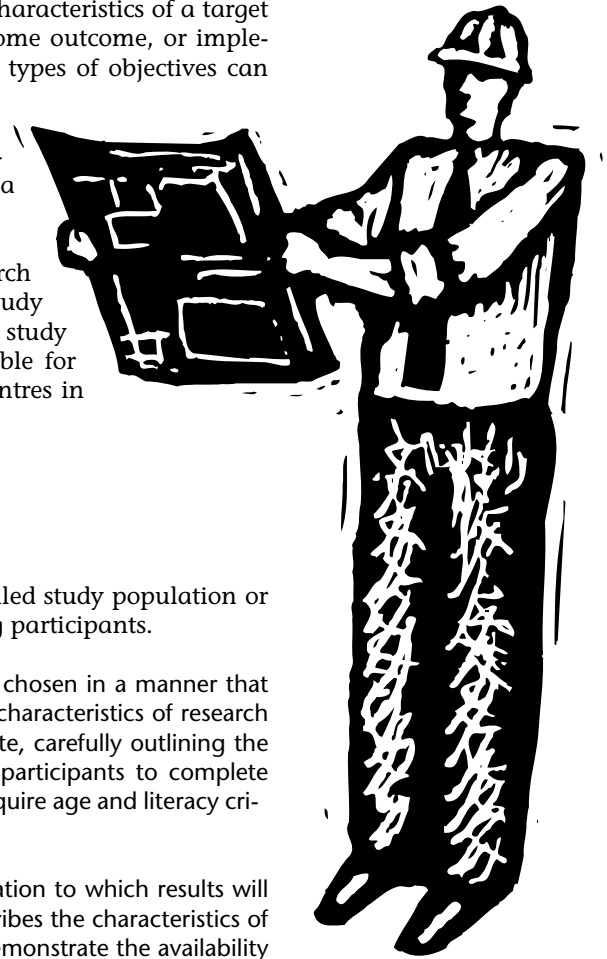 characteristics of a target
ome outcome, or imple-
types of objectives can
a
rch
udy
study
ble for
ntres in
lled study population or
g participants.
chosen in a manner that
characteristics of research
te, carefully outlining the
participants to complete
quire age and literacy cri-
ation to which results will
ribes the characteristics of
emonstrate the availability